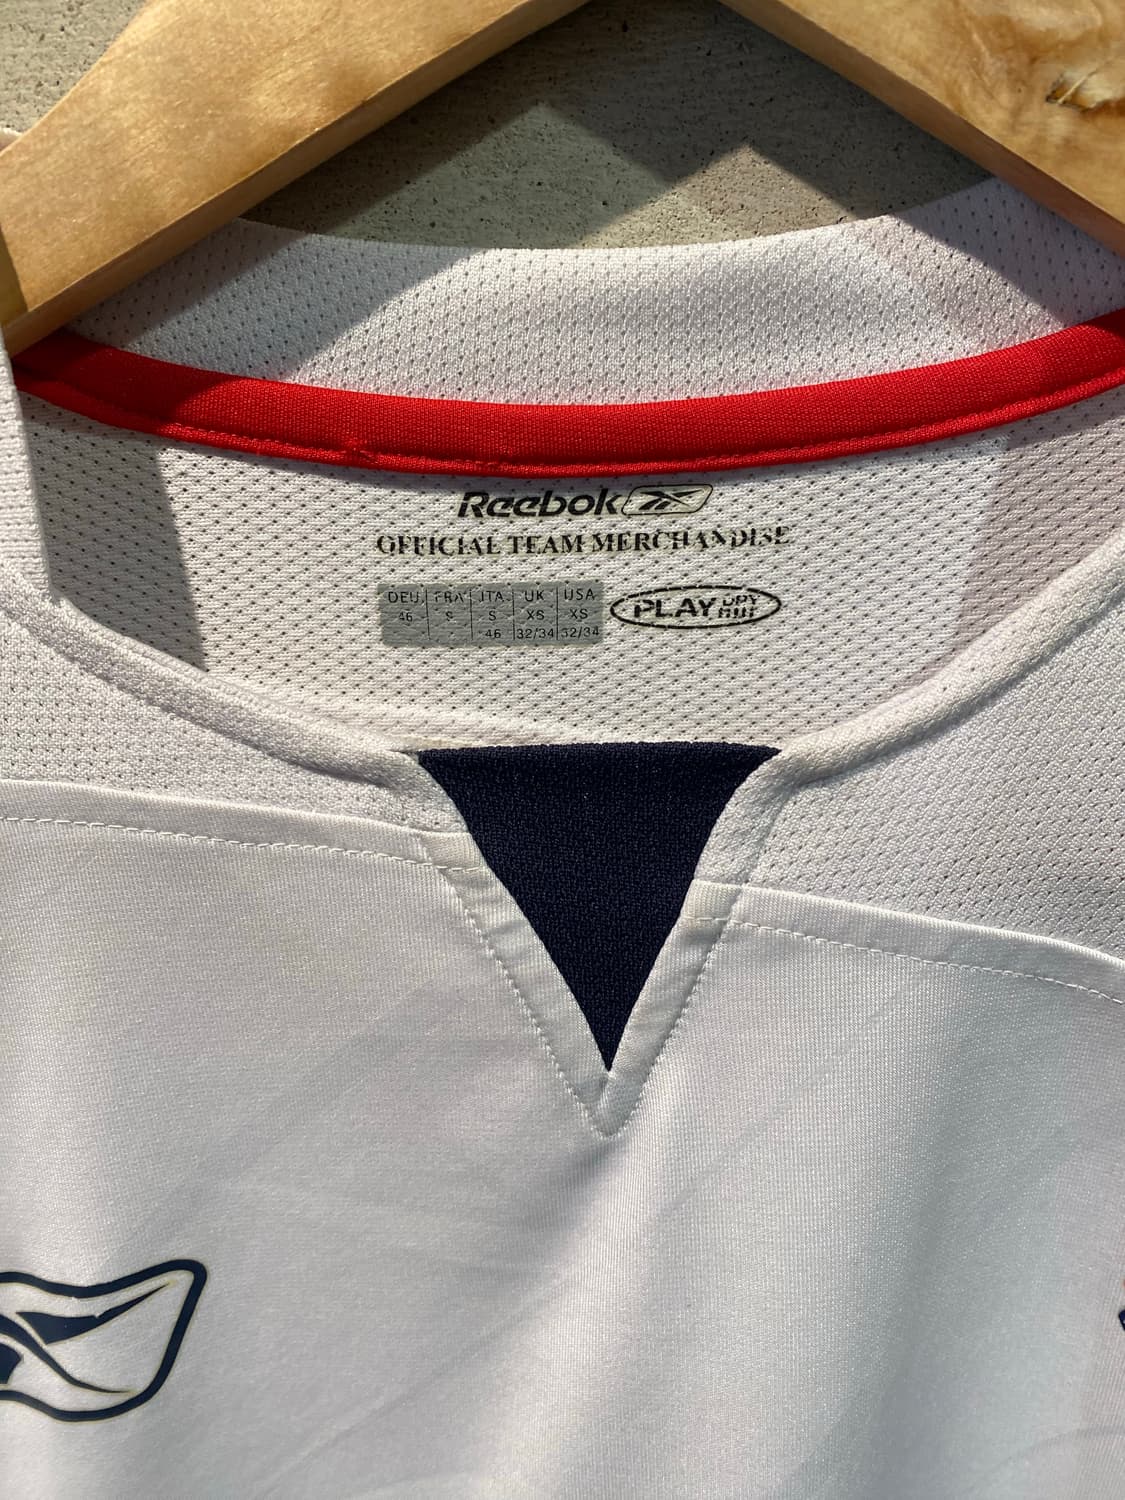 Reebok
OFFICIAL TEAM MERCHANDISE
DEU FRA ITA UK USA
46 S S XS XS
46 32/34 32/34
PLAY DRY